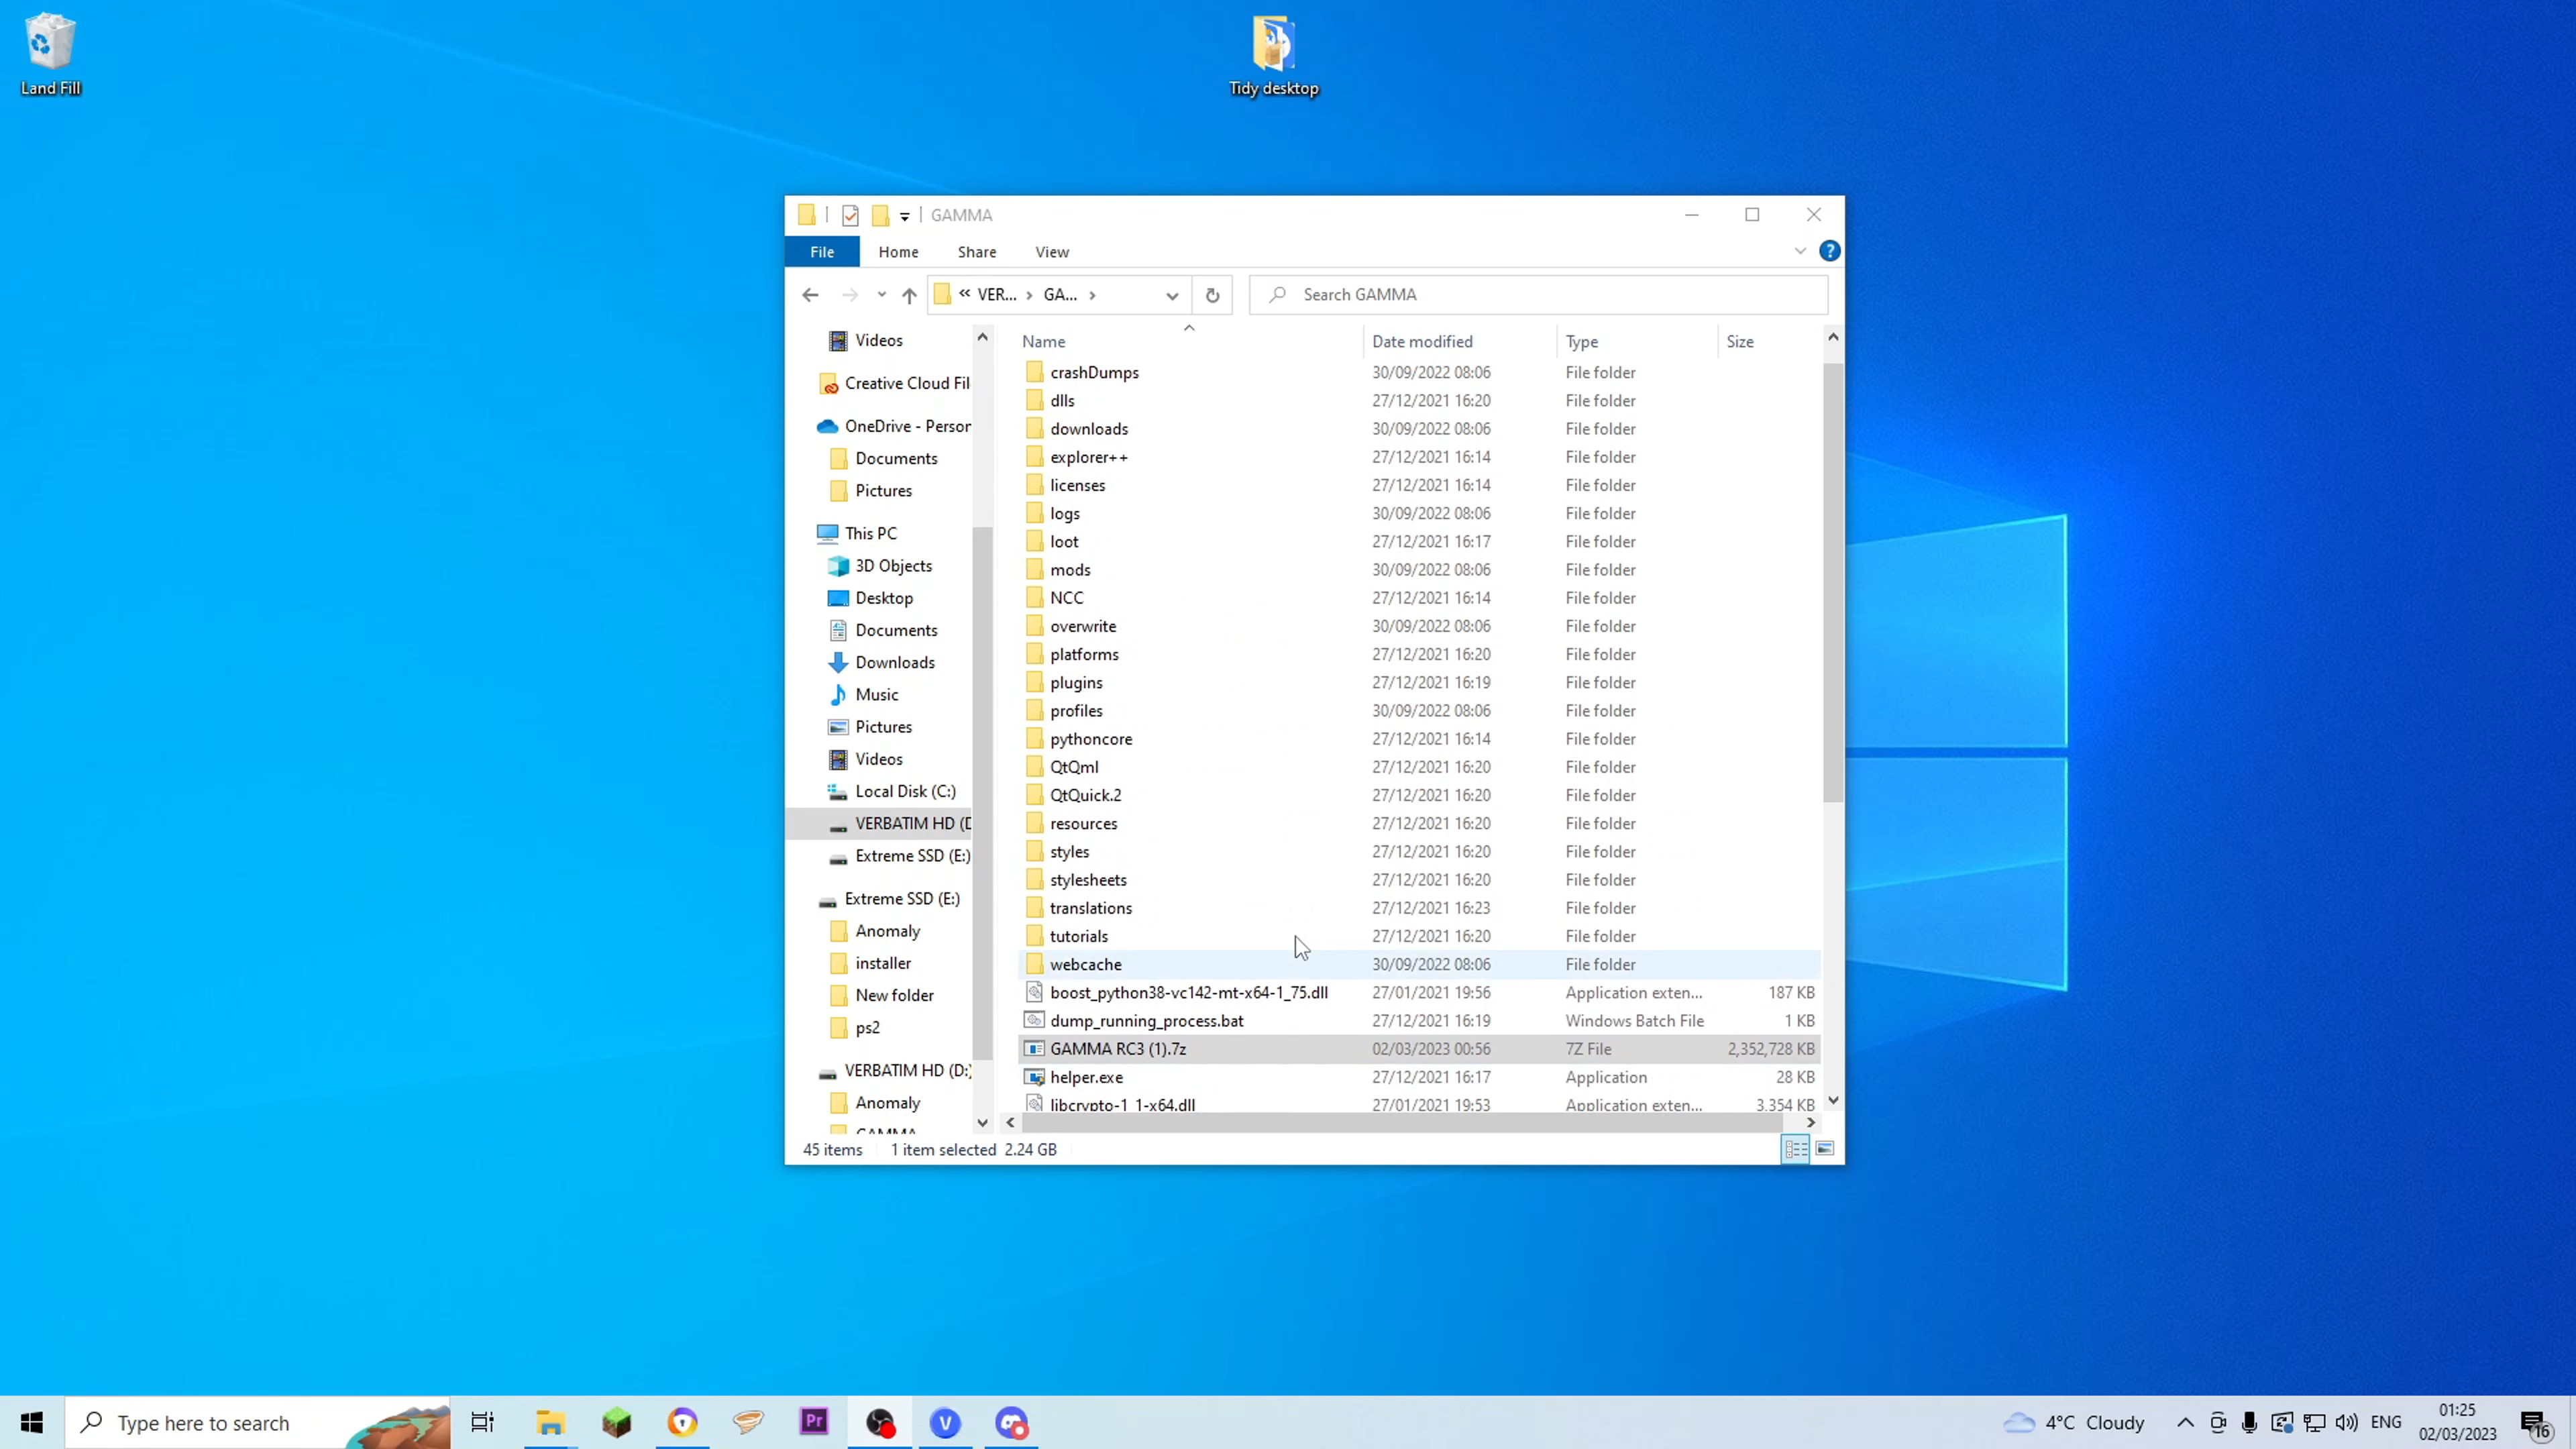 Land Fill
Tidy desktop
GAMMA
File Home Share View
« VER... › GA... ›
Search GAMMA
Name Date modified Type Size
Videos
Creative Cloud Fil
OneDrive - Person
Documents
Pictures
This PC
3D Objects
Desktop
Documents
Downloads
Music
Pictures
Videos
Local Disk (C:)
VERBATIM HD (D
Extreme SSD (E:)
Extreme SSD (E:)
Anomaly
installer
New folder
ps2
VERBATIM HD (D:)
Anomaly
GAMMA
crashDumps 30/09/2022 08:06 File folder
dlls 27/12/2021 16:20 File folder
downloads 30/09/2022 08:06 File folder
explorer++ 27/12/2021 16:14 File folder
licenses 27/12/2021 16:14 File folder
logs 30/09/2022 08:06 File folder
loot 27/12/2021 16:17 File folder
mods 30/09/2022 08:06 File folder
NCC 27/12/2021 16:14 File folder
overwrite 30/09/2022 08:06 File folder
platforms 27/12/2021 16:20 File folder
plugins 27/12/2021 16:19 File folder
profiles 30/09/2022 08:06 File folder
pythoncore 27/12/2021 16:14 File folder
QtQml 27/12/2021 16:20 File folder
QtQuick.2 27/12/2021 16:20 File folder
resources 27/12/2021 16:20 File folder
styles 27/12/2021 16:20 File folder
stylesheets 27/12/2021 16:20 File folder
translations 27/12/2021 16:23 File folder
tutorials 27/12/2021 16:20 File folder
webcache 30/09/2022 08:06 File folder
boost_python38-vc142-mt-x64-1_75.dll 27/01/2021 19:56 Application exten... 187 KB
dump_running_process.bat 27/12/2021 16:19 Windows Batch File 1 KB
GAMMA RC3 (1).7z 02/03/2023 00:56 7Z File 2,352,728 KB
helper.exe 27/12/2021 16:17 Application 28 KB
libcrypto-1_1-x64.dll 27/01/2021 19:53 Application exten... 3,354 KB
45 items 1 item selected 2.24 GB
Type here to search
Pr
V
4°C Cloudy
ENG
01:25
02/03/2023
16